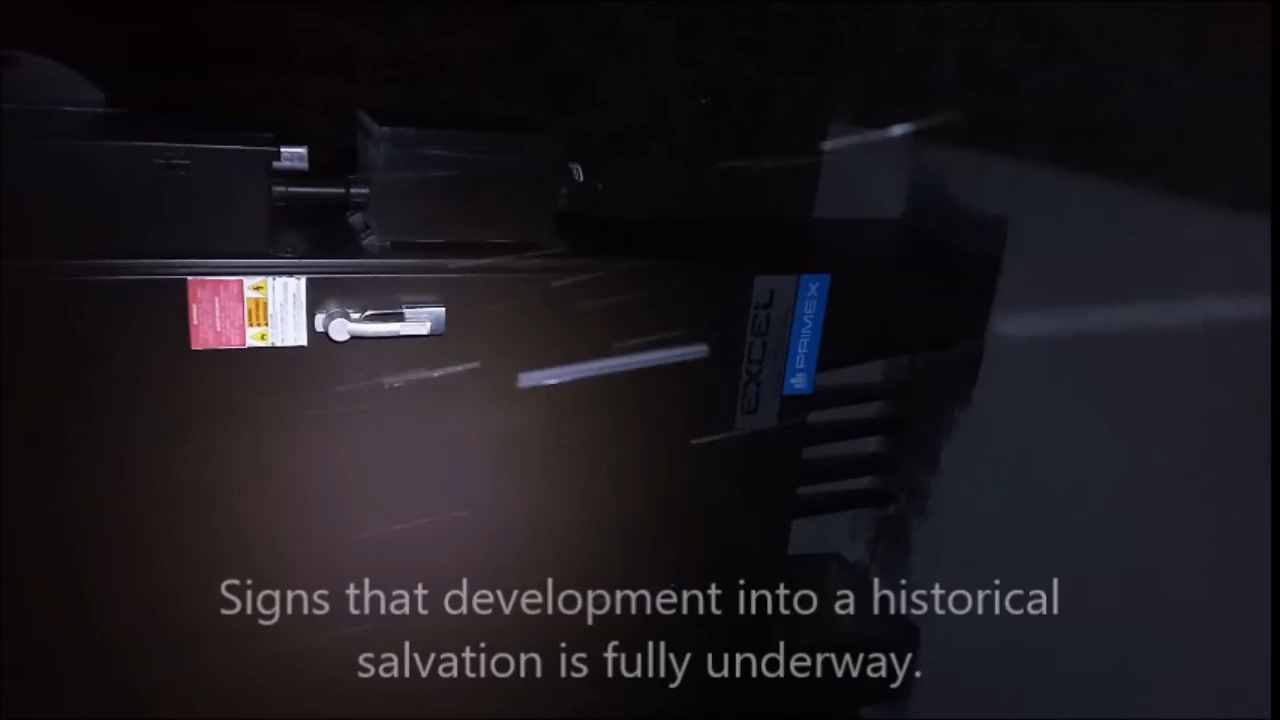 EXCEL
PRIMEX
Signs that development into a historical
salvation is fully underway.